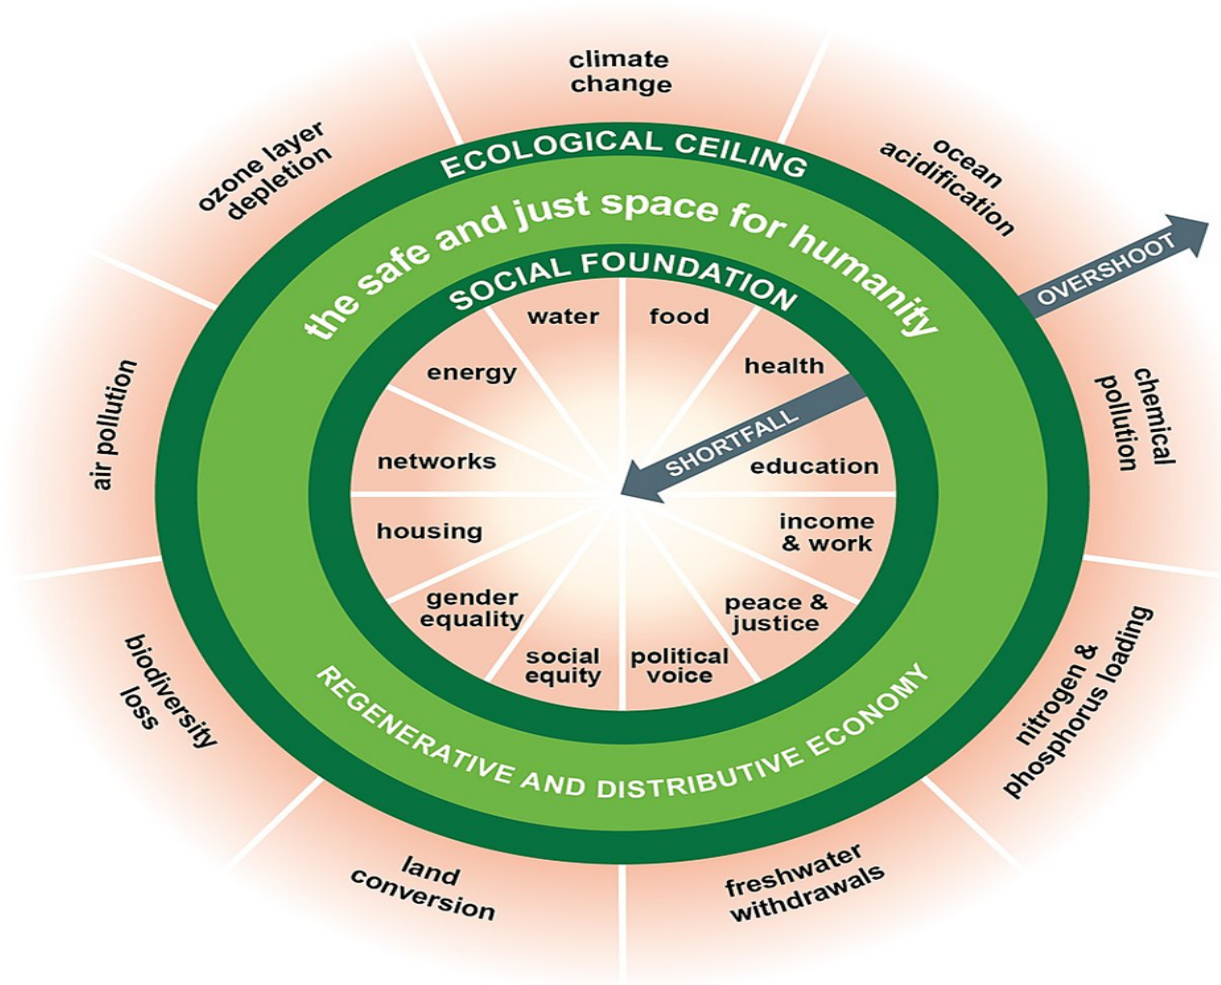 climate
change
ocean
acidification
OVERSHOOT
chemical
pollution
nitrogen &
phosphorus loading
freshwater
withdrawals
land
conversion
biodiversity
loss
air pollution
ozone layer
depletion
ECOLOGICAL CEILING
the safe and just space for humanity
SOCIAL FOUNDATION
water
food
health
SHORTFALL
education
income
& work
peace &
justice
political
voice
social
equity
gender
equality
housing
networks
energy
REGENERATIVE AND DISTRIBUTIVE ECONOMY